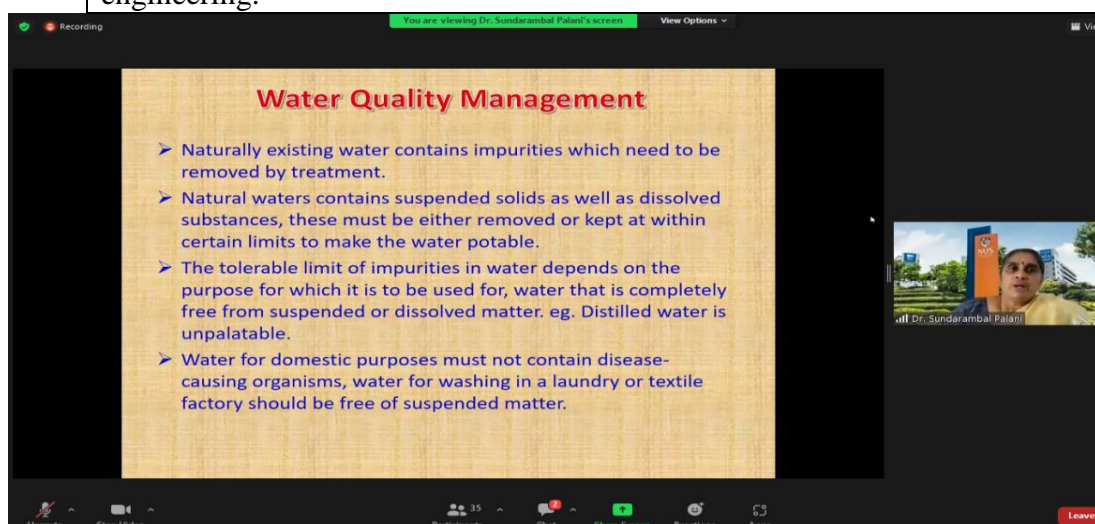 engineering.
Recording
You are viewing Dr. Sundarambal Palani's screen View Options
Water Quality Management
➢ Naturally existing water contains impurities which need to be
removed by treatment.
➢ Natural waters contains suspended solids as well as dissolved
substances, these must be either removed or kept at within
certain limits to make the water potable.
➢ The tolerable limit of impurities in water depends on the
purpose for which it is to be used for, water that is completely
free from suspended or dissolved matter. eg. Distilled water is
unpalatable.
➢ Water for domestic purposes must not contain disease-
causing organisms, water for washing in a laundry or textile
factory should be free of suspended matter.
NUS
Dr. Sundarambal Palani
35
2
Leave